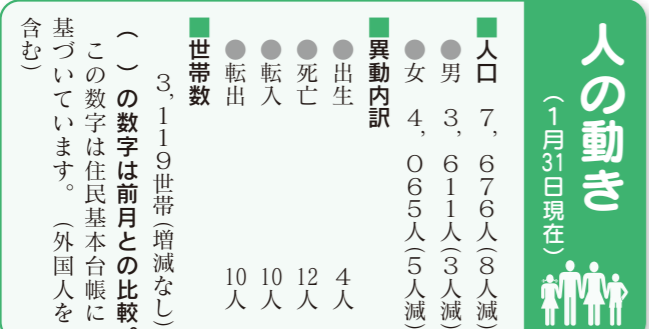 人の動き
(1月31日現在)
■人口 7,676人(8人減)
●男 3,611人(3人減)
●女 4,065人(5人減)
■異動内訳
●出生 4人
●死亡 12人
●転入 10人
●転出 10人
■世帯数
3,119世帯(増減なし)
( )の数字は前月との比較。
この数字は住民基本台帳に
基づいています。(外国人を
含む)